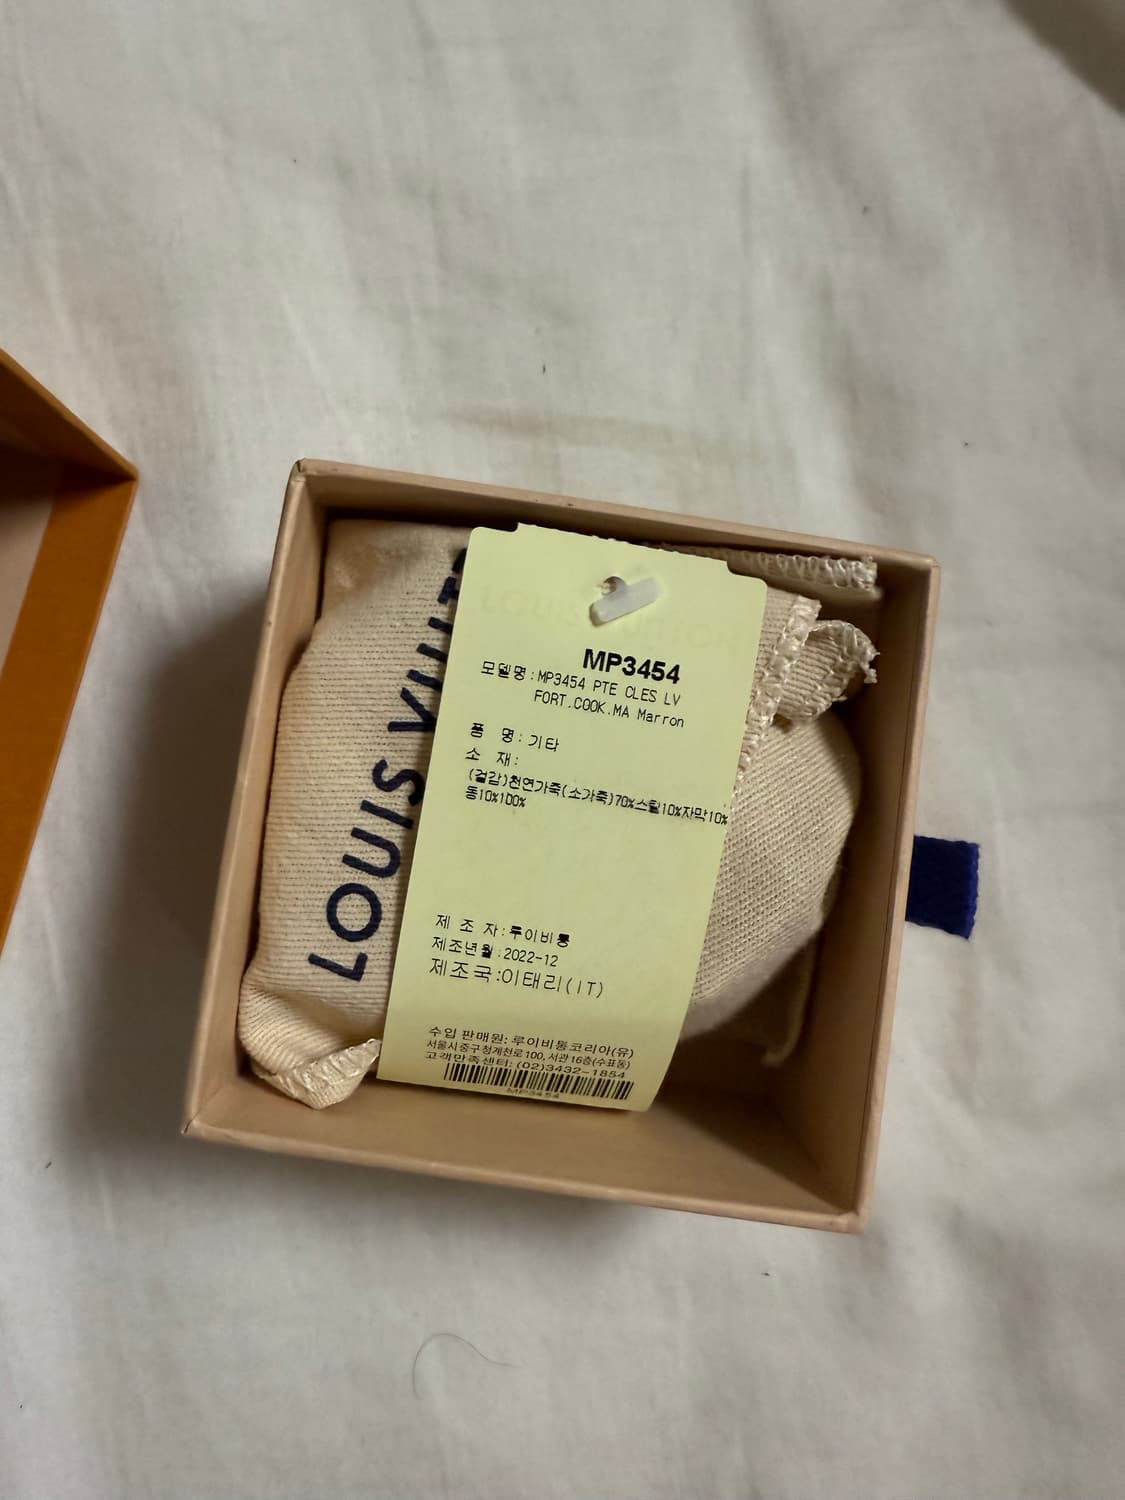 LOUIS VUITT
MP3454
모델명:MP3454 PTE CLES LV
FORT.COOK.MA Marron
품 명:기타
소 재:
(겉감)천연가죽(소가죽)70%스틸10%자막10%
동10%100%
제 조 자:루이비통
제조년월:2022-12
제조국:이태리(IT)
수입 판매원: 루이비통코리아(유)
서울시중구청계천로100, 서관16층(수표동)
고객만족센터: (02)3432-1854
MP3454